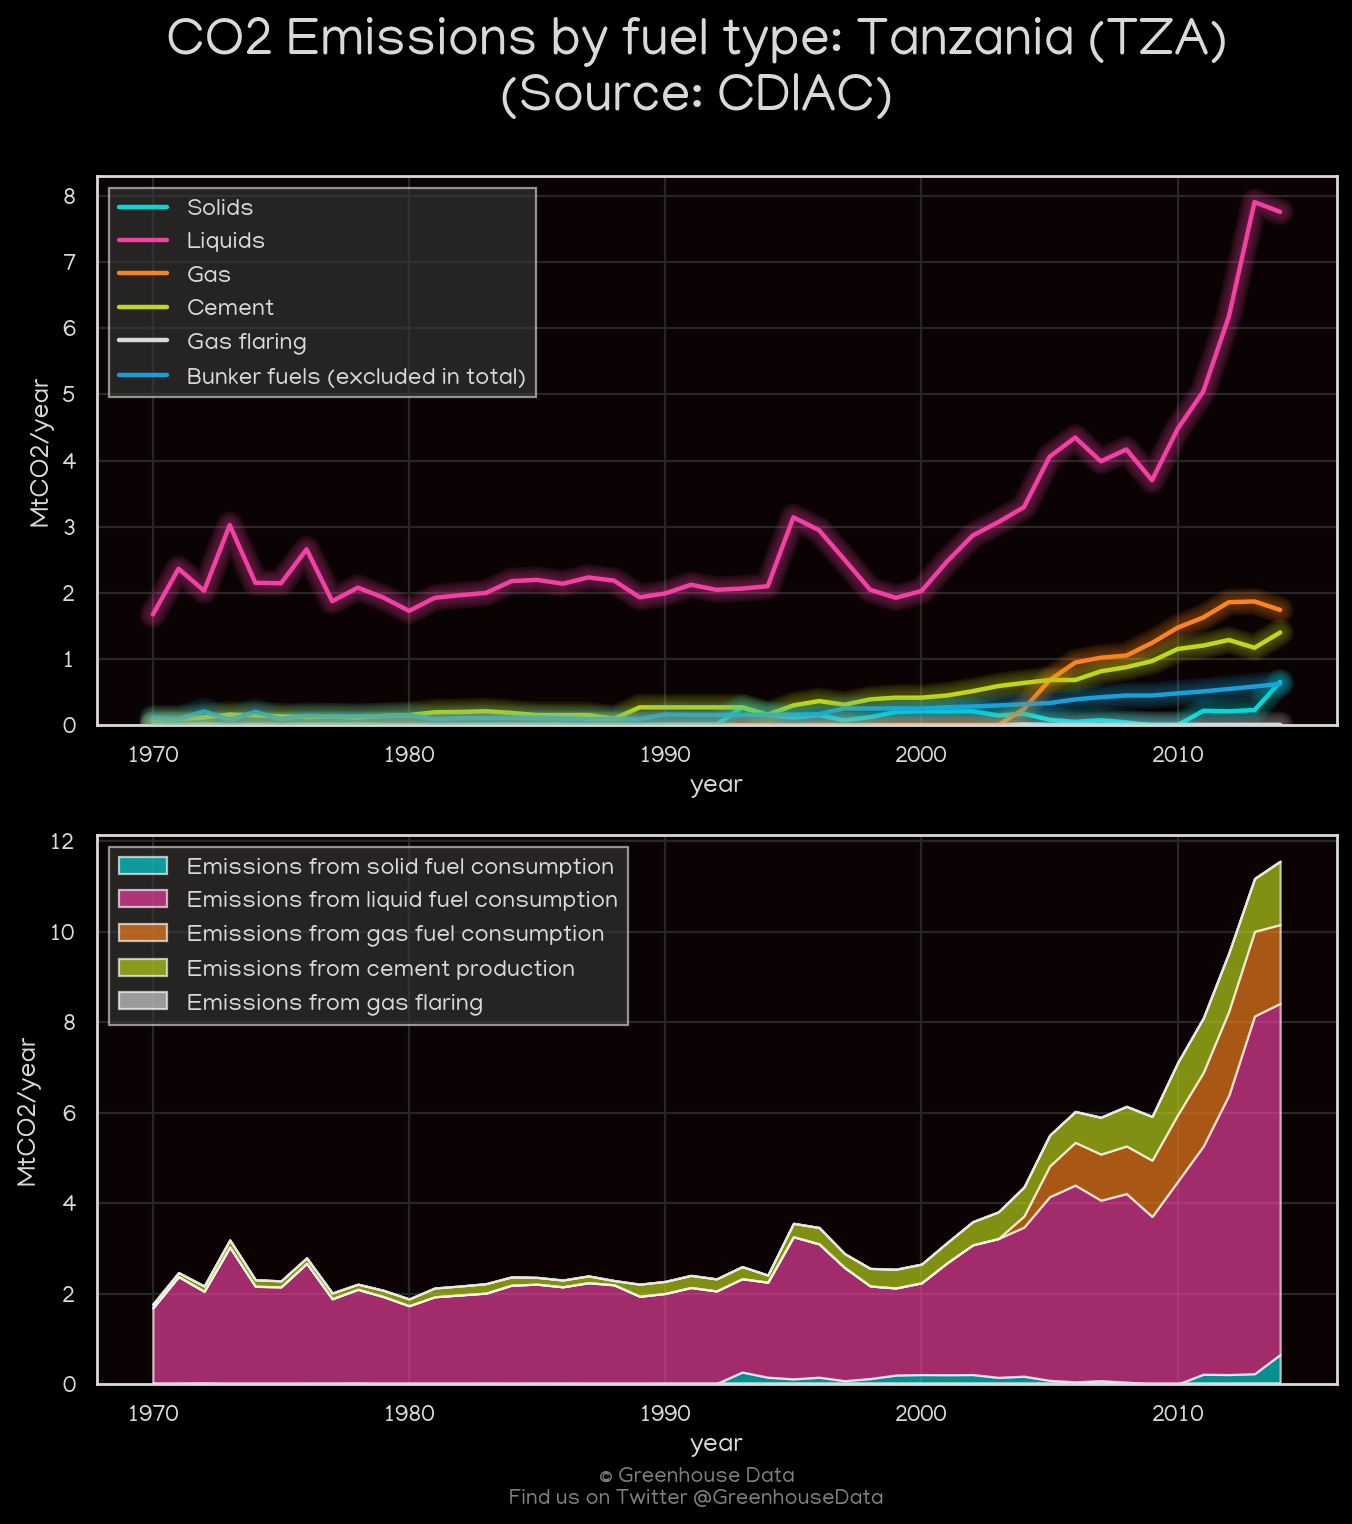 CO2 Emissions by fuel type: Tanzania (TZA)
(Source: CDIAC)
MtCO2/year
8
7
6
5
4
3
2
1
0
Solids
Liquids
Gas
Cement
Gas flaring
Bunker fuels (excluded in total)
1970
1980
1990
2000
2010
year
MtCO2/year
12
10
8
6
4
2
0
Emissions from solid fuel consumption
Emissions from liquid fuel consumption
Emissions from gas fuel consumption
Emissions from cement production
Emissions from gas flaring
1970
1980
1990
2000
2010
year
© Greenhouse Data
Find us on Twitter @GreenhouseData